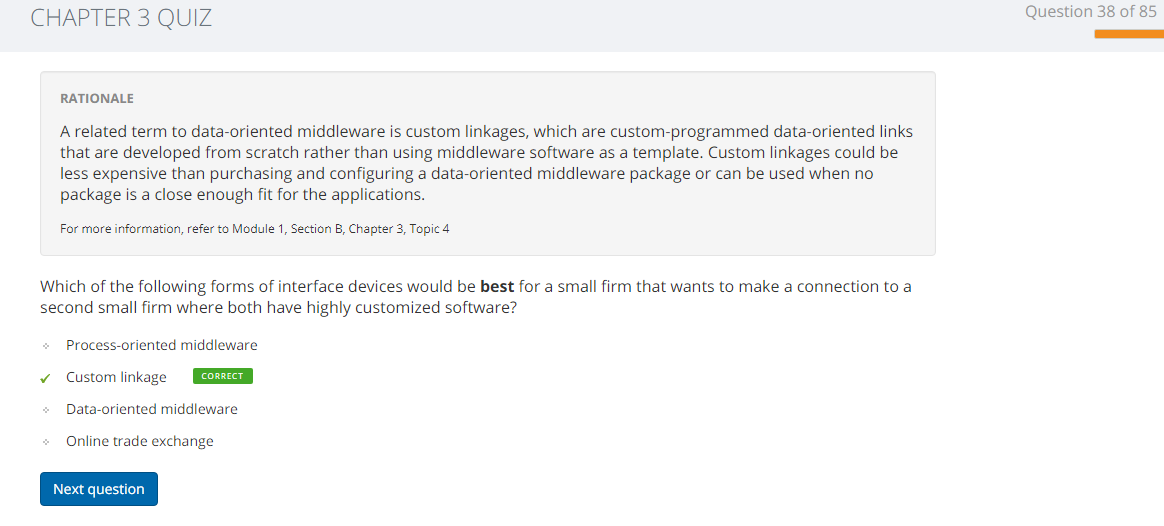 CHAPTER 3 QUIZ
Question 38 of 85
RATIONALE
A related term to data-oriented middleware is custom linkages, which are custom-programmed data-oriented links
that are developed from scratch rather than using middleware software as a template. Custom linkages could be
less expensive than purchasing and configuring a data-oriented middleware package or can be used when no
package is a close enough fit for the applications.
For more information, refer to Module 1, Section B, Chapter 3, Topic 4
Which of the following forms of interface devices would be best for a small firm that wants to make a connection to a
second small firm where both have highly customized software?
Process-oriented middleware
Custom linkage CORRECT
Data-oriented middleware
Online trade exchange
Next question